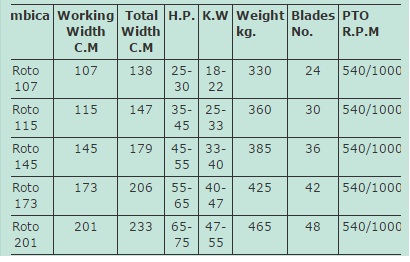 mbica Working Width C.M Total Width C.M H.P. K.W Weight kg. Blades No. PTO R.P.M
Roto 107 107 138 25-30 18-22 330 24 540/1000
Roto 115 115 147 35-45 25-33 360 30 540/1000
Roto 145 145 179 45-55 33-40 385 36 540/1000
Roto 173 173 206 55-65 40-47 425 42 540/1000
Roto 201 201 233 65-75 47-55 465 48 540/1000